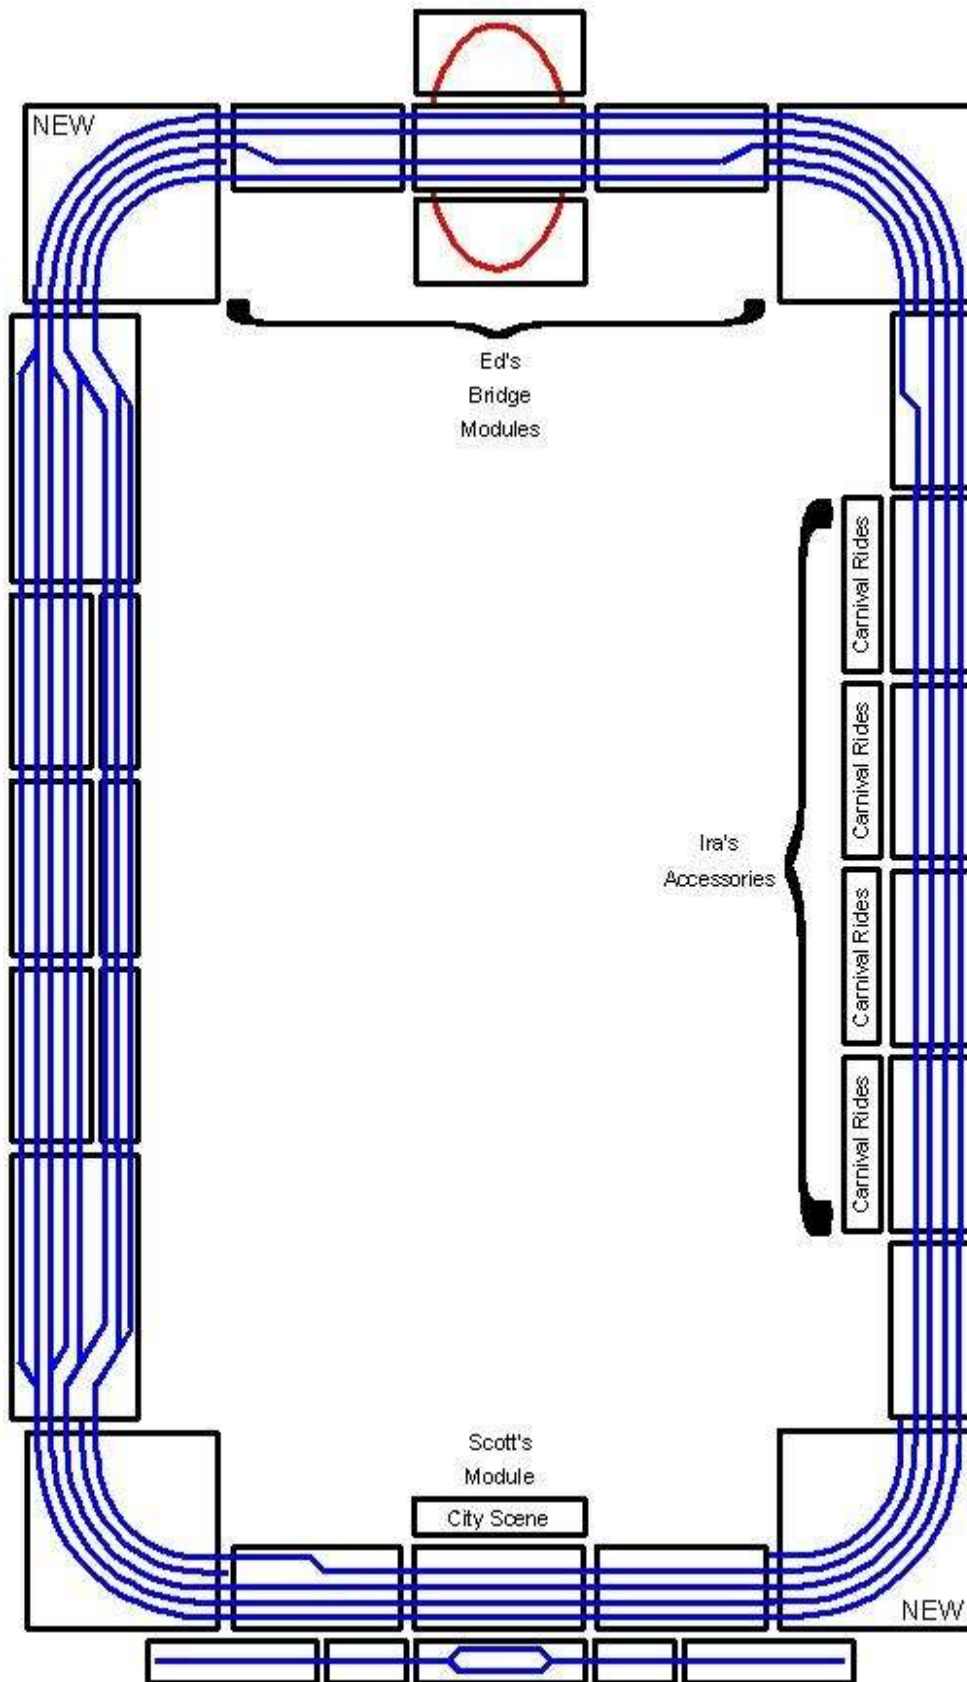 NEW
Ed's
Bridge
Modules
Carnival Rides
Carnival Rides
Ira's
Accessories
Carnival Rides
Carnival Rides
Scott's
Module
City Scene
NEW